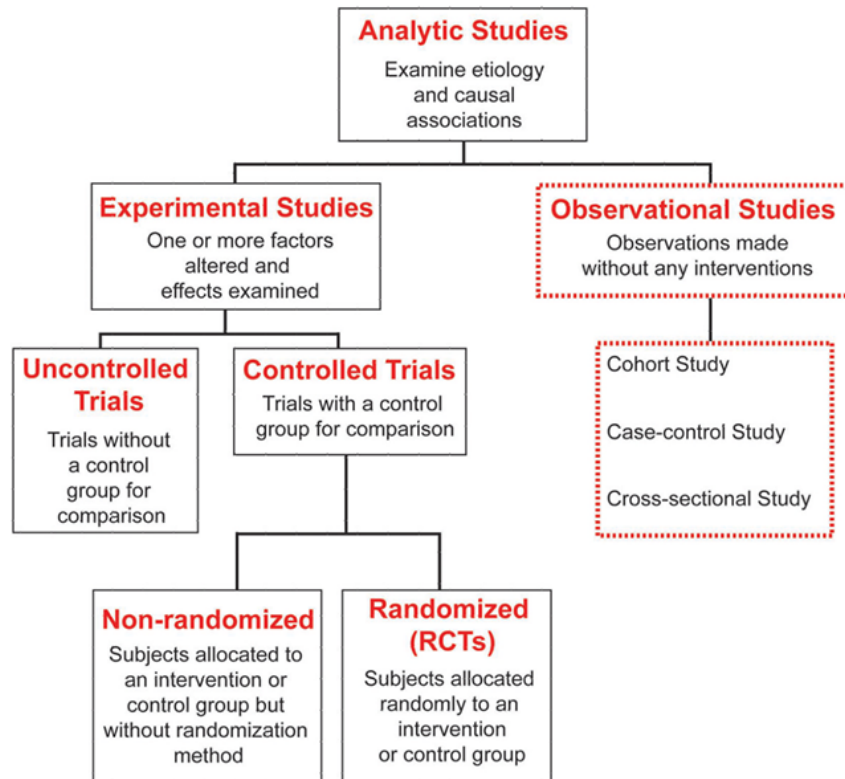 Analytic Studies
Examine etiology
and causal
associations
Experimental Studies
One or more factors
altered and
effects examined
Observational Studies
Observations made
without any interventions
Uncontrolled
Trials
Trials without
a control
group for
comparison
Controlled Trials
Trials with a control
group for comparison
Cohort Study
Case-control Study
Cross-sectional Study
Non-randomized
Subjects allocated to
an intervention or
control group but
without randomization
method
Randomized
(RCTs)
Subjects allocated
randomly to an
intervention
or control group